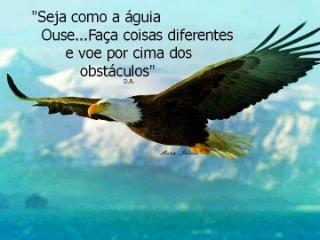 "Seja como a águia
Ouse...Faça coisas diferentes
e voe por cima dos
obstáculos"
D.A.